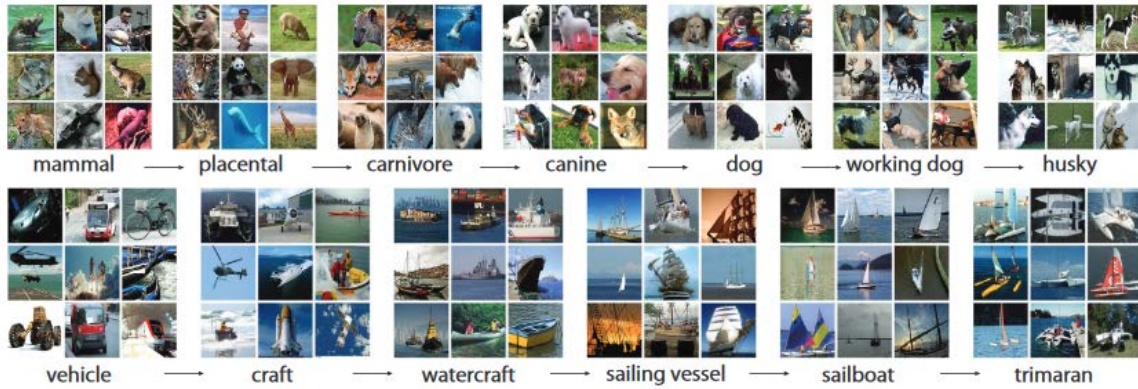 mammal placental carnivore canine dog working dog husky
vehicle craft watercraft sailing vessel sailboat trimaran